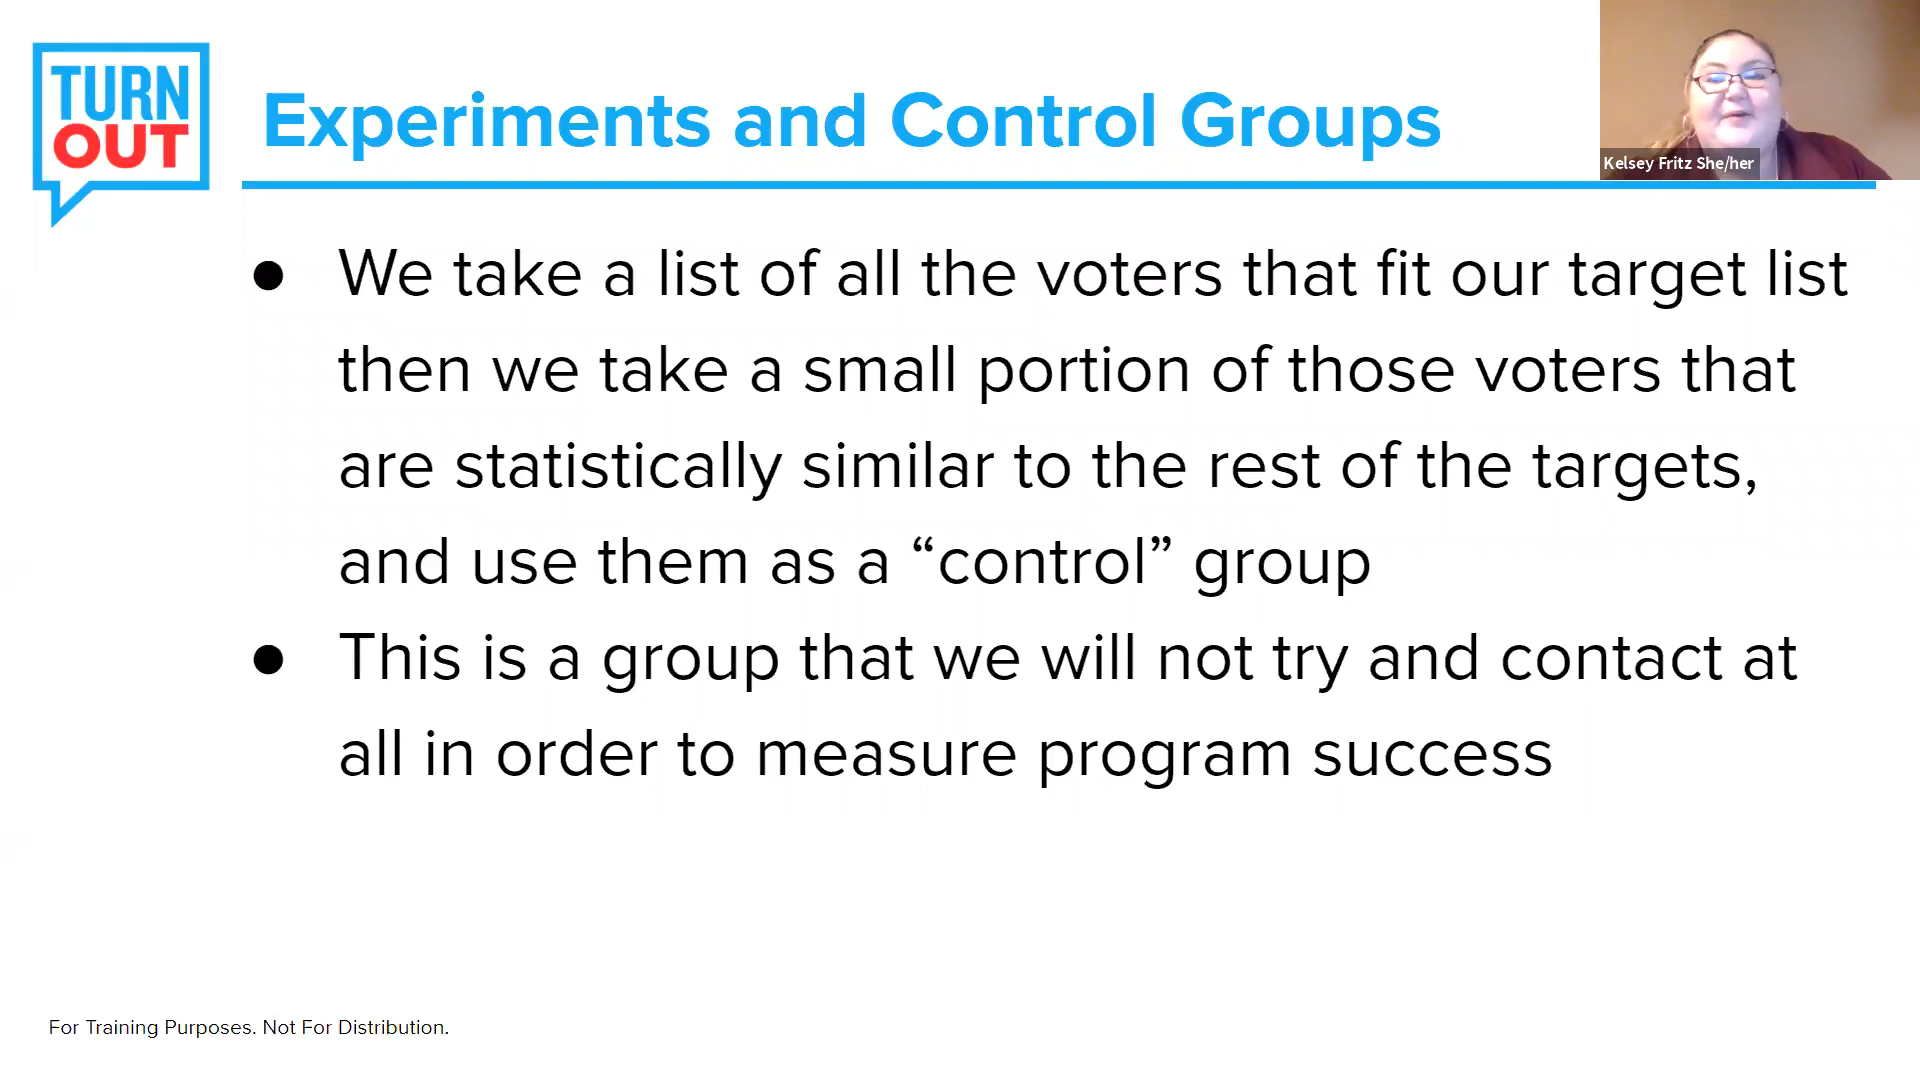 TURN
OUT
Experiments and Control Groups
Kelsey Fritz She/her
● We take a list of all the voters that fit our target list
then we take a small portion of those voters that
are statistically similar to the rest of the targets,
and use them as a “control” group
● This is a group that we will not try and contact at
all in order to measure program success
For Training Purposes. Not For Distribution.